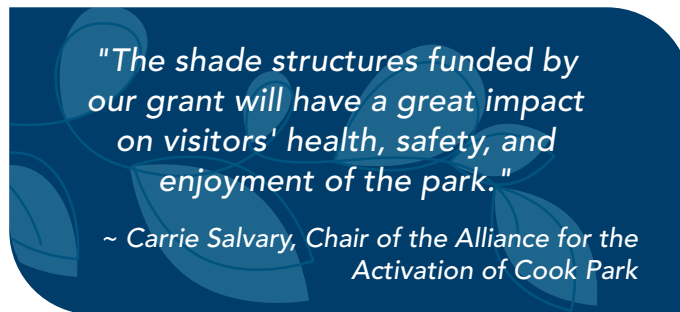 "The shade structures funded by
our grant will have a great impact
on visitors' health, safety, and
enjoyment of the park."
~ Carrie Salvary, Chair of the Alliance for the
Activation of Cook Park